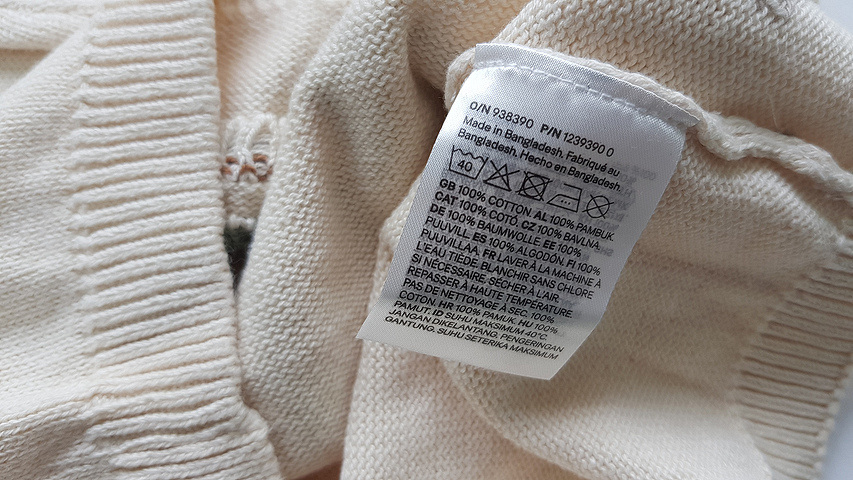 O/N 938390 P/N 1239390 0
Made in Bangladesh. Fabriqué au
Bangladesh. Hecho en Bangladesh.
40
GB 100% COTTON. AL 100% PAMBUK.
CAT 100% COTÓ. CZ 100% BAVLNA.
DE 100% BAUMWOLLE. EE 100%
PUUVILL. ES 100% ALGODÓN. FI 100%
PUUVILLAA. FR LAVER À LA MACHINE À
L'EAU TIÈDE. BLANCHIR SANS CHLORE
SI NÉCESSAIRE. SÉCHER À L'AIR.
REPASSER À HAUTE TEMPÉRATURE.
PAS DE NETTOYAGE À SEC. 100%
COTON. HR 100% PAMUK. HU 100%
PAMUT. ID SUHU MAKSIMUM 40°C.
JANGAN DIKELANTANG. PENGERINGAN
GANTUNG. SUHU SETERIKA MAKSIMUM